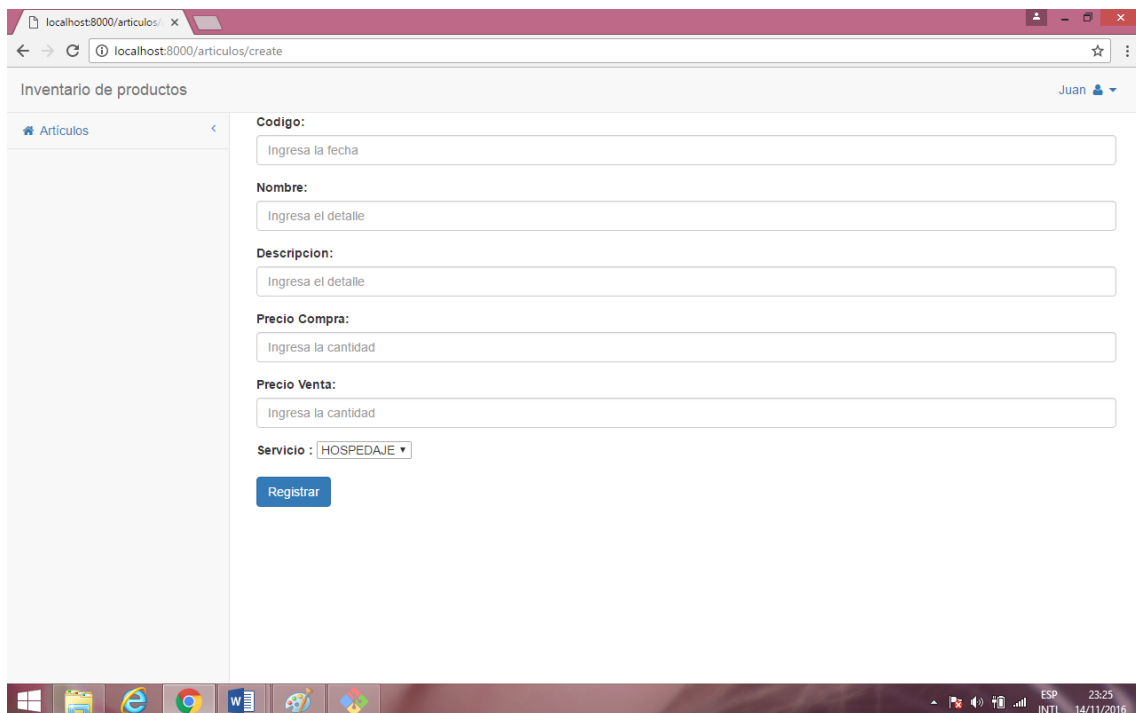 localhost:8000/articulos/
localhost:8000/articulos/create
Inventario de productos
Juan
Artículos
Codigo:
Ingresa la fecha
Nombre:
Ingresa el detalle
Descripcion:
Ingresa el detalle
Precio Compra:
Ingresa la cantidad
Precio Venta:
Ingresa la cantidad
Servicio : HOSPEDAJE
Registrar
ESP 23:25
INTL 14/11/2016